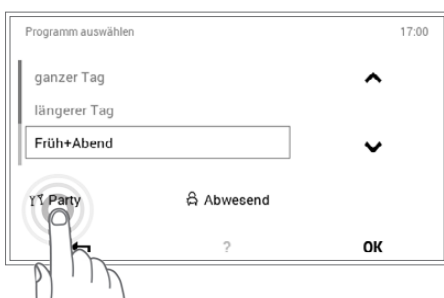 Programm auswählen 17:00
ganzer Tag
längerer Tag
Früh+Abend
Party Abwesend
? OK